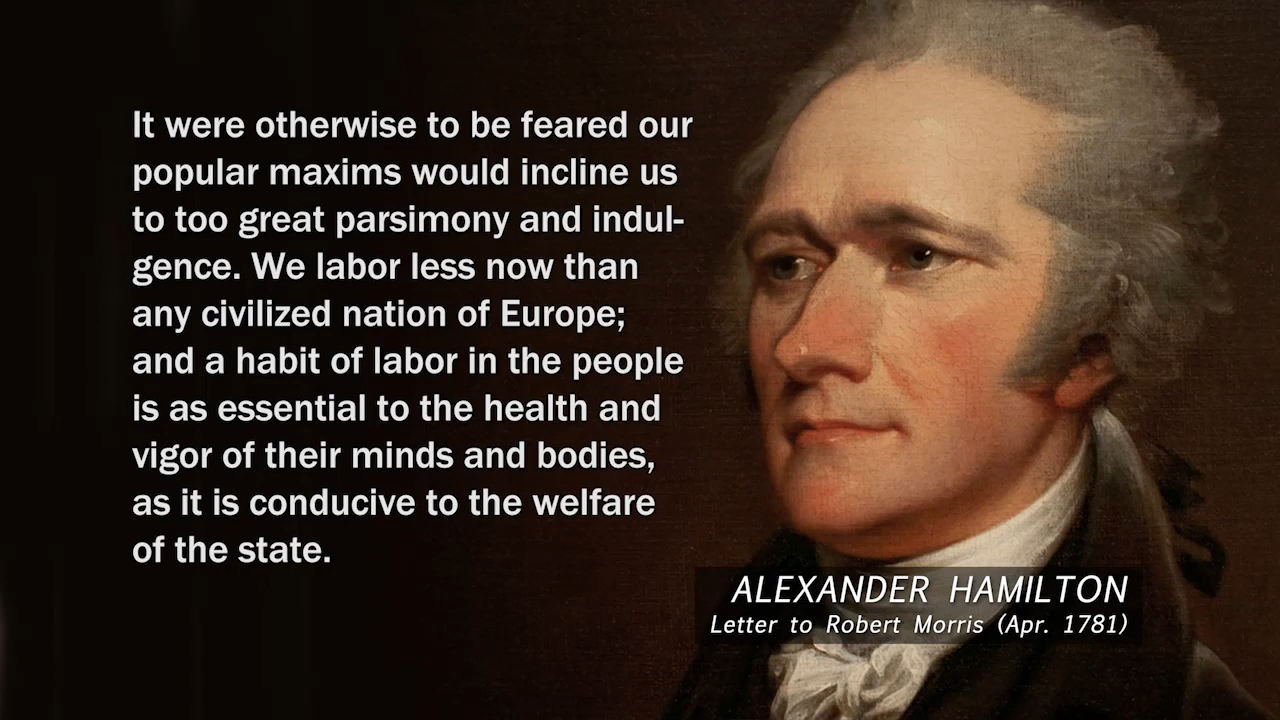 It were otherwise to be feared our
popular maxims would incline us
to too great parsimony and indul-
gence. We labor less now than
any civilized nation of Europe;
and a habit of labor in the people
is as essential to the health and
vigor of their minds and bodies,
as it is conducive to the welfare
of the state.
ALEXANDER HAMILTON
Letter to Robert Morris (Apr. 1781)